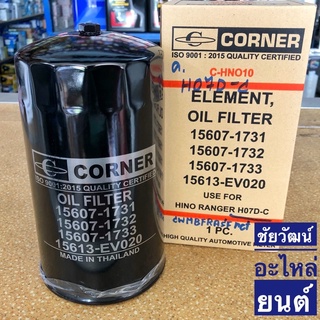 CORNER
ISO 9001 : 2015 QUALITY CERTIFIED
C-HNO10
a. H07D-C
ELEMENT,
OIL FILTER
15607-1731
15607-1732
15607-1733
15613-EV020
USE FOR
HINO RANGER H07D-C
1 PC.
HIGH QUALITY AUTOMOTIVE
CORNER
ISO 9001:2015 QUALITY CERTIFIED
OIL FILTER
15607-1731
15607-1732
15607-1733
15613-EV020
MADE IN THAILAND
ชัยวัฒน์
อะไหล่
ยนต์